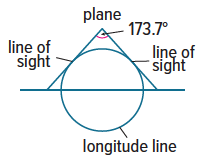 plane
173.7°
line of
sight
line of
sight
longitude line